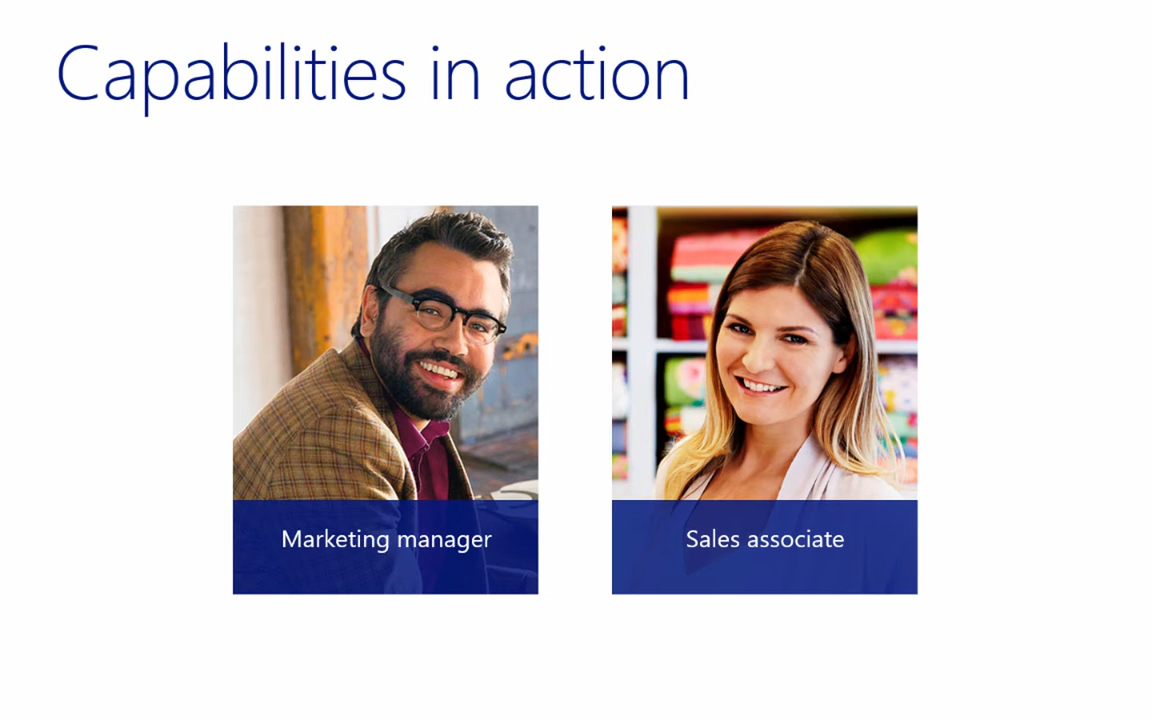 Capabilities in action
Marketing manager
Sales associate